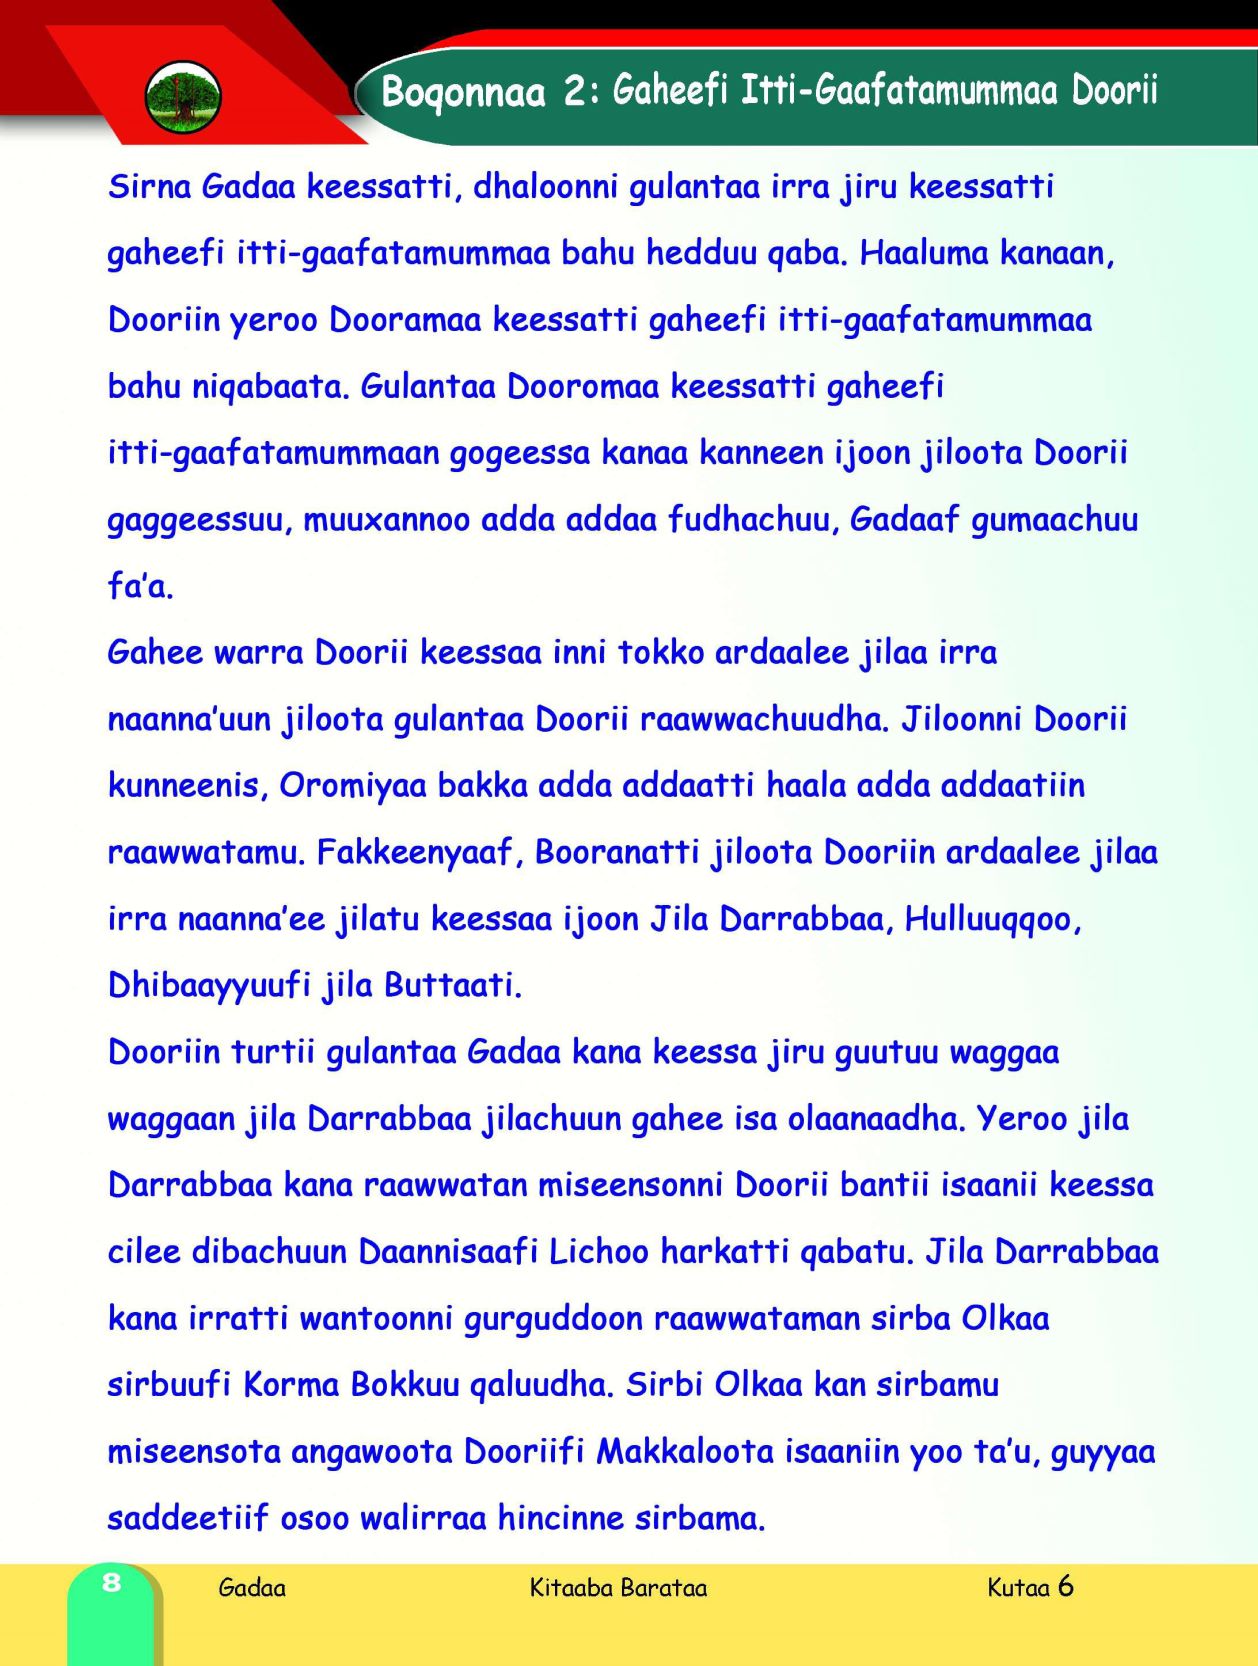 Boqonnaa 2: Gaheefi Itti-Gaafatamummaa Doorii
Sirna Gadaa keessatti, dhaloonni gulantaa irra jiru keessatti
gaheefi itti-gaafatamummaa bahu hedduu qaba. Haaluma kanaan,
Dooriin yeroo Dooramaa keessatti gaheefi itti-gaafatamummaa
bahu niqabaata. Gulantaa Dooromaa keessatti gaheefi
itti-gaafatamummaan gogeessa kanaa kanneen ijoon jiloota Doorii
gaggeessuu, muuxannoo adda addaa fudhachuu, Gadaaf gumaachuu
fa'a.
Gahee warra Doorii keessaa inni tokko ardaalee jilaa irra
naanna'uun jiloota gulantaa Doorii raawwachuudha. Jiloonni Doorii
kunneenis, Oromiyaa bakka adda addaatti haala adda addaatiin
raawwatamu. Fakkeenyaaf, Booranatti jiloota Dooriin ardaalee jilaa
irra naanna'ee jilatu keessaa ijoon Jila Darrabbaa, Hulluuqqoo,
Dhibaayyuufi jila Buttaati.
Dooriin turtii gulantaa Gadaa kana keessa jiru guutuu waggaa
waggaan jila Darrabbaa jilachuun gahee isa olaanaadha. Yeroo jila
Darrabbaa kana raawwatan miseensonni Doorii bantii isaanii keessa
cilee dibachuun Daannisaafi Lichoo harkatti qabatu. Jila Darrabbaa
kana irratti wantoonni gurguddoon raawwataman sirba Olkaa
sirbuufi Korma Bokkuu qaluudha. Sirbi Olkaa kan sirbamu
miseensota angawoota Dooriifi Makkaloota isaaniin yoo ta'u, guyyaa
saddeetiif osoo walirraa hincinne sirbama.
8 Gadaa Kitaaba Barataa Kutaa 6